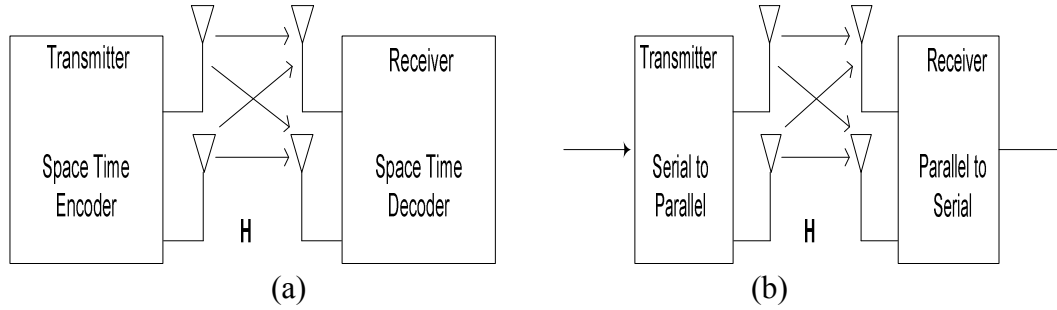 Transmitter
Space Time
Encoder
H
Receiver
Space Time
Decoder
(a)
Transmitter
Serial to
Parallel
H
Receiver
Parallel to
Serial
(b)